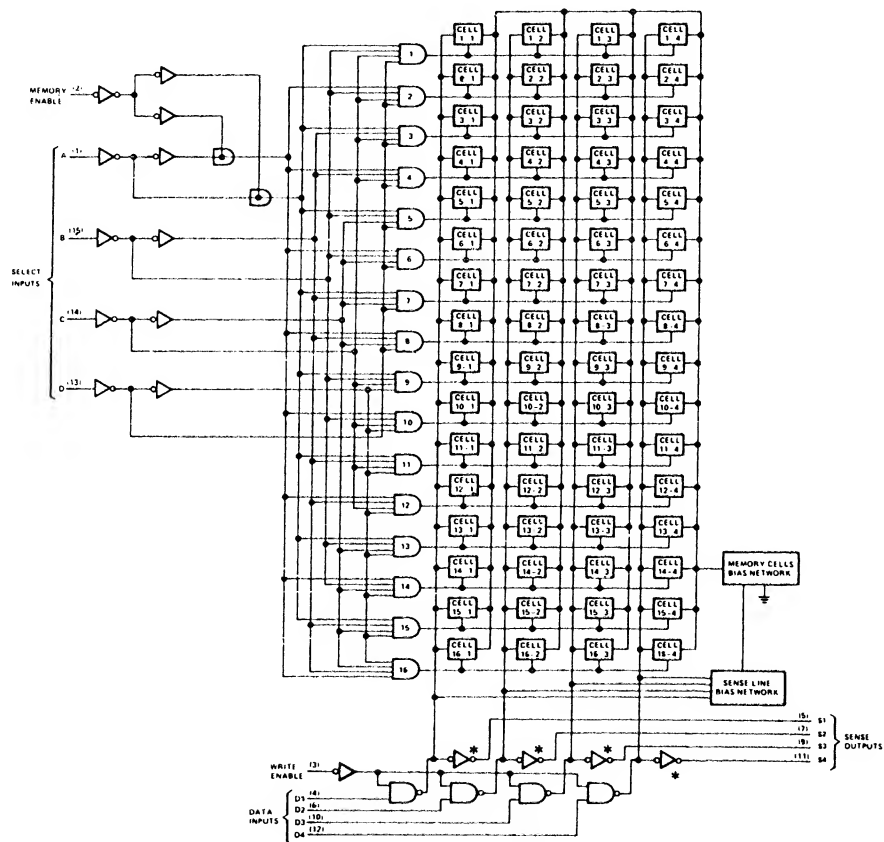 MEMORY ENABLE (2)
SELECT INPUTS
A (1)
B (15)
C (14)
D (13)
1
2
3
4
5
6
7
8
9
10
11
12
13
14
15
16
CELL 1 1 CELL 1 2 CELL 1 3 CELL 1 4
CELL 2 1 CELL 2 2 CELL 2 3 CELL 2 4
CELL 3 1 CELL 3 2 CELL 3 3 CELL 3 4
CELL 4 1 CELL 4 2 CELL 4 3 CELL 4 4
CELL 5 1 CELL 5 2 CELL 5 3 CELL 5 4
CELL 6 1 CELL 6 2 CELL 6 3 CELL 6 4
CELL 7 1 CELL 7 2 CELL 7 3 CELL 7 4
CELL 8 1 CELL 8 2 CELL 8-3 CELL 8-4
CELL 9-1 CELL 9 2 CELL 9 3 CELL 9 4
CELL 10 1 CELL 10-2 CELL 10 3 CELL 10-4
CELL 11-1 CELL 11 2 CELL 11-3 CELL 11 4
CELL 12 1 CELL 12-2 CELL 12 3 CELL 12-4
CELL 13 1 CELL 13 2 CELL 13-3 CELL 13 4
CELL 14 1 CELL 14-2 CELL 14 3 CELL 14-4
CELL 15 1 CELL 15-2 CELL 15 3 CELL 15-4
CELL 16 1 CELL 16-2 CELL 16 3 CELL 16-4
MEMORY CELLS
BIAS NETWORK
SENSE LINE
BIAS NETWORK
(5) S1
(7) S2
(9) S3
(11) S4
SENSE OUTPUTS
* * * *
WRITE ENABLE (3)
DATA INPUTS
D1 (4)
D2 (6)
D3 (10)
D4 (12)